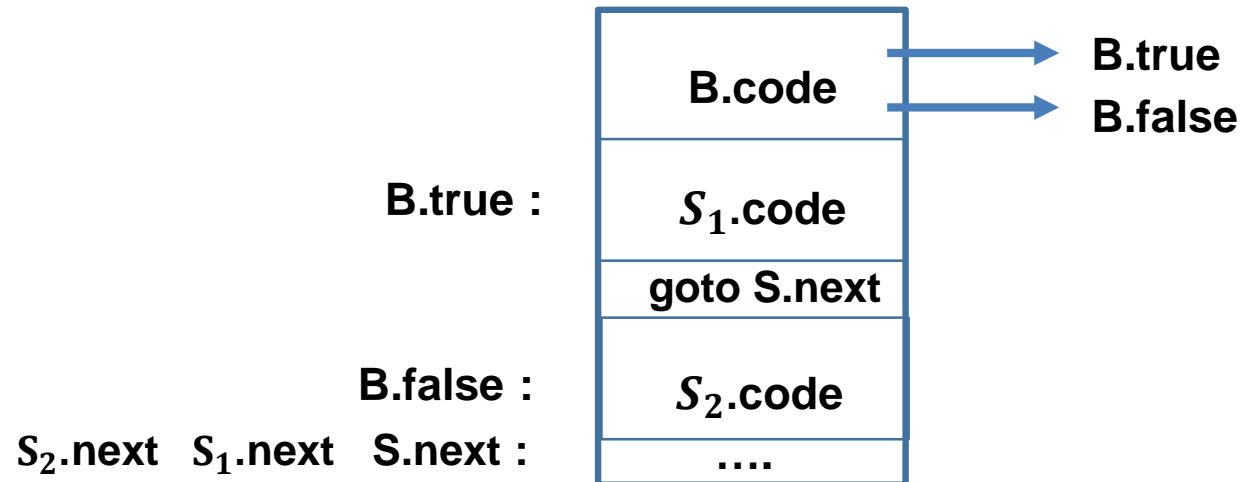 B.true
B.code
B.false
B.true : S₁.code
goto S.next
B.false : S₂.code
S₂.next S₁.next S.next : ....